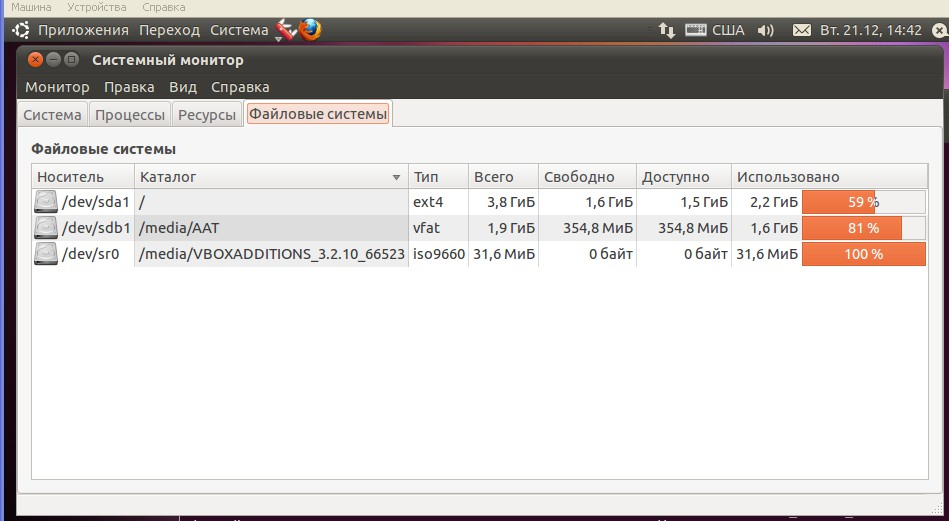 Машина Устройства Справка
Приложения Переход Система США Вт. 21.12, 14:42
Системный монитор
Монитор Правка Вид Справка
Система Процессы Ресурсы Файловые системы
Файловые системы
Носитель Каталог Тип Всего Свободно Доступно Использовано
/dev/sda1 / ext4 3,8 ГиБ 1,6 ГиБ 1,5 ГиБ 2,2 ГиБ 59 %
/dev/sdb1 /media/AAT vfat 1,9 ГиБ 354,8 МиБ 354,8 МиБ 1,6 ГиБ 81 %
/dev/sr0 /media/VBOXADDITIONS_3.2.10_66523 iso9660 31,6 МиБ 0 байт 0 байт 31,6 МиБ 100 %